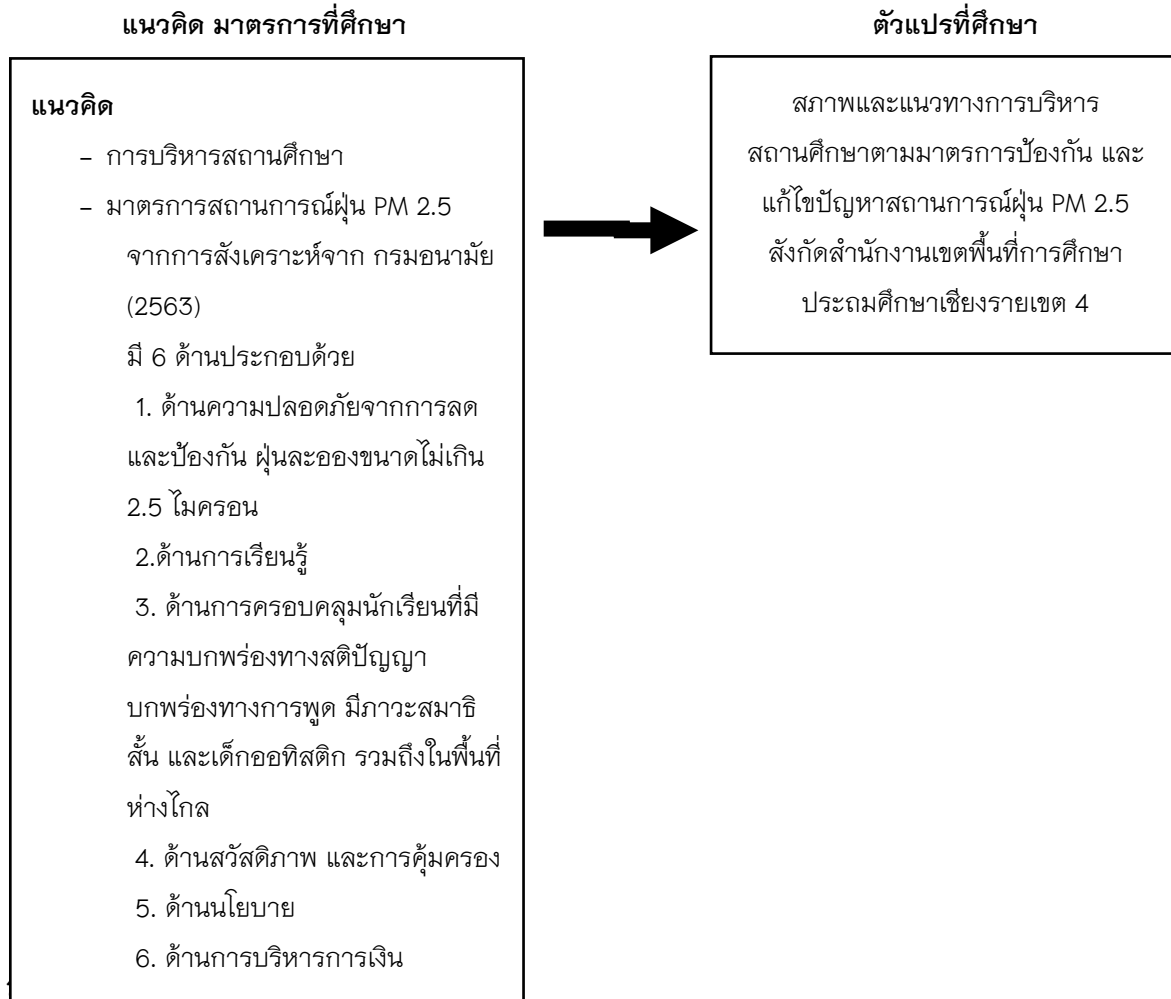 แนวคิด มาตรการที่ศึกษา
แนวคิด
– การบริหารสถานศึกษา
– มาตรการสถานการณ์ฝุ่น PM 2.5
จากการสังเคราะห์จาก กรมอนามัย
(2563)
มี 6 ด้านประกอบด้วย
1. ด้านความปลอดภัยจากการลด
และป้องกัน ฝุ่นละอองขนาดไม่เกิน
2.5 ไมครอน
2.ด้านการเรียนรู้
3. ด้านการครอบคลุมนักเรียนที่มี
ความบกพร่องทางสติปัญญา
บกพร่องทางการพูด มีภาวะสมาธิ
สั้น และเด็กออทิสติก รวมถึงในพื้นที่
ห่างไกล
4. ด้านสวัสดิภาพ และการคุ้มครอง
5. ด้านนโยบาย
6. ด้านการบริหารการเงิน
ตัวแปรที่ศึกษา
สภาพและแนวทางการบริหาร
สถานศึกษาตามมาตรการป้องกัน และ
แก้ไขปัญหาสถานการณ์ฝุ่น PM 2.5
สังกัดสำนักงานเขตพื้นที่การศึกษา
ประถมศึกษาเชียงรายเขต 4